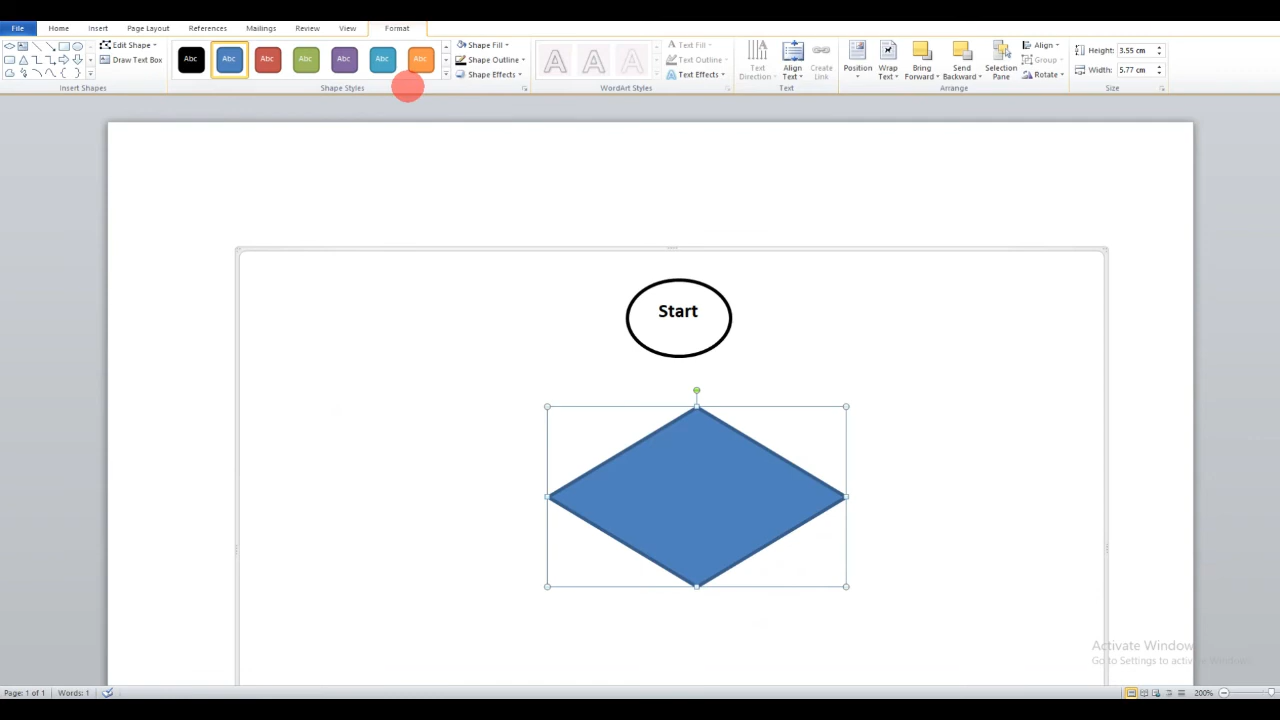 File Home Insert Page Layout References Mailings Review View Format
Edit Shape
Draw Text Box
Insert Shapes
Abc Abc Abc Abc Abc Abc Abc
Shape Styles
Shape Fill
Shape Outline
Shape Effects
WordArt Styles
Text Fill
Text Outline
Text Effects
Text Direction
Align Text
Create Link
Text
Position
Wrap Text
Bring Forward
Send Backward
Selection Pane
Align
Group
Rotate
Arrange
Height: 3.55 cm
Width: 5.77 cm
Size
Start
Activate Window
Go to Settings to activate Windows.
Page: 1 of 1 Words: 1 200%